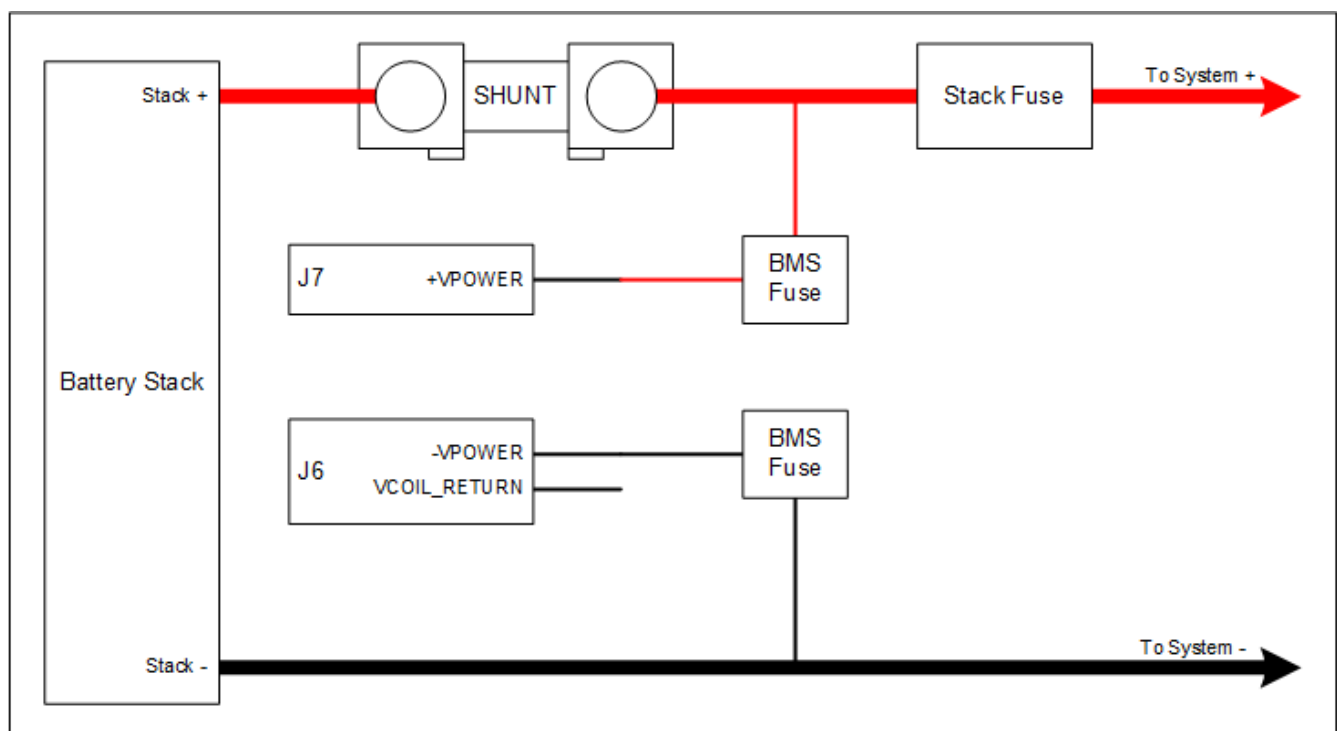 Stack +
SHUNT
Stack Fuse
To System +
J7
+VPOWER
BMS
Fuse
Battery Stack
J6
-VPOWER
VCOIL_RETURN
BMS
Fuse
Stack -
To System -